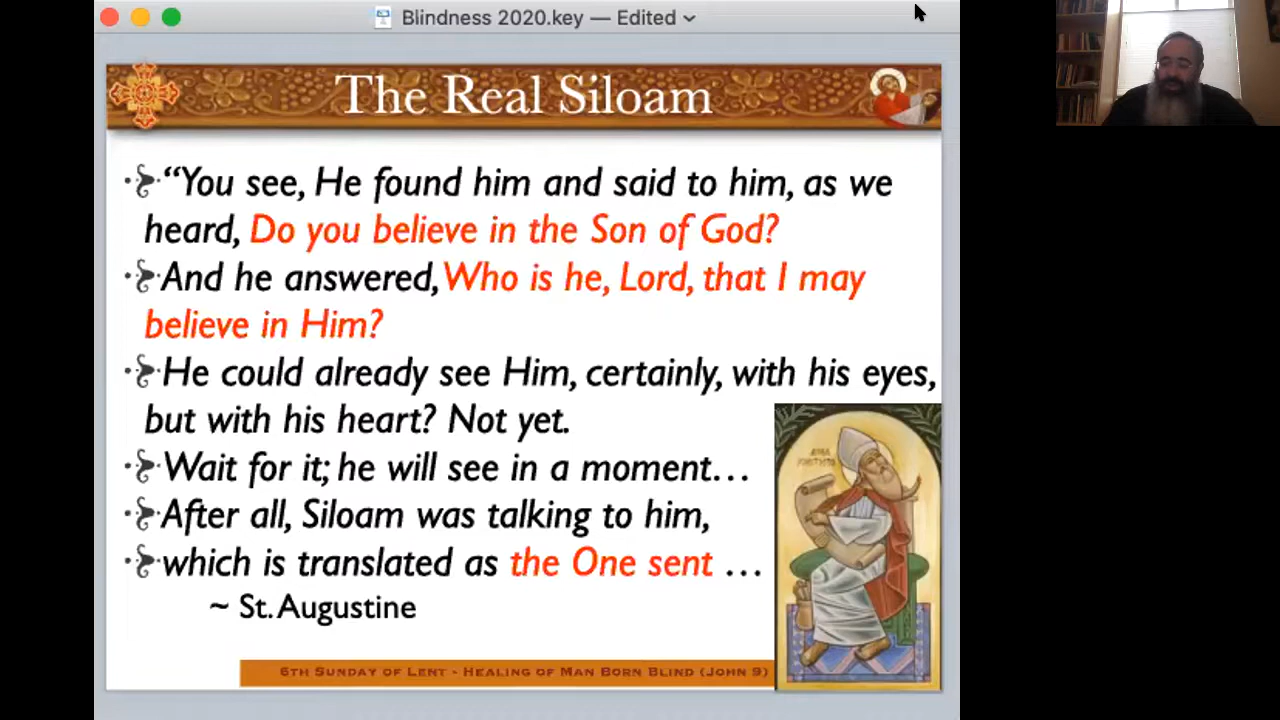 Blindness 2020.key — Edited
The Real Siloam
“You see, He found him and said to him, as we
heard, Do you believe in the Son of God?
And he answered, Who is he, Lord, that I may
believe in Him?
He could already see Him, certainly, with his eyes,
but with his heart? Not yet.
Wait for it; he will see in a moment…
After all, Siloam was talking to him,
which is translated as the One sent …
~ St. Augustine
6th Sunday of Lent - Healing of Man Born Blind (John 9)